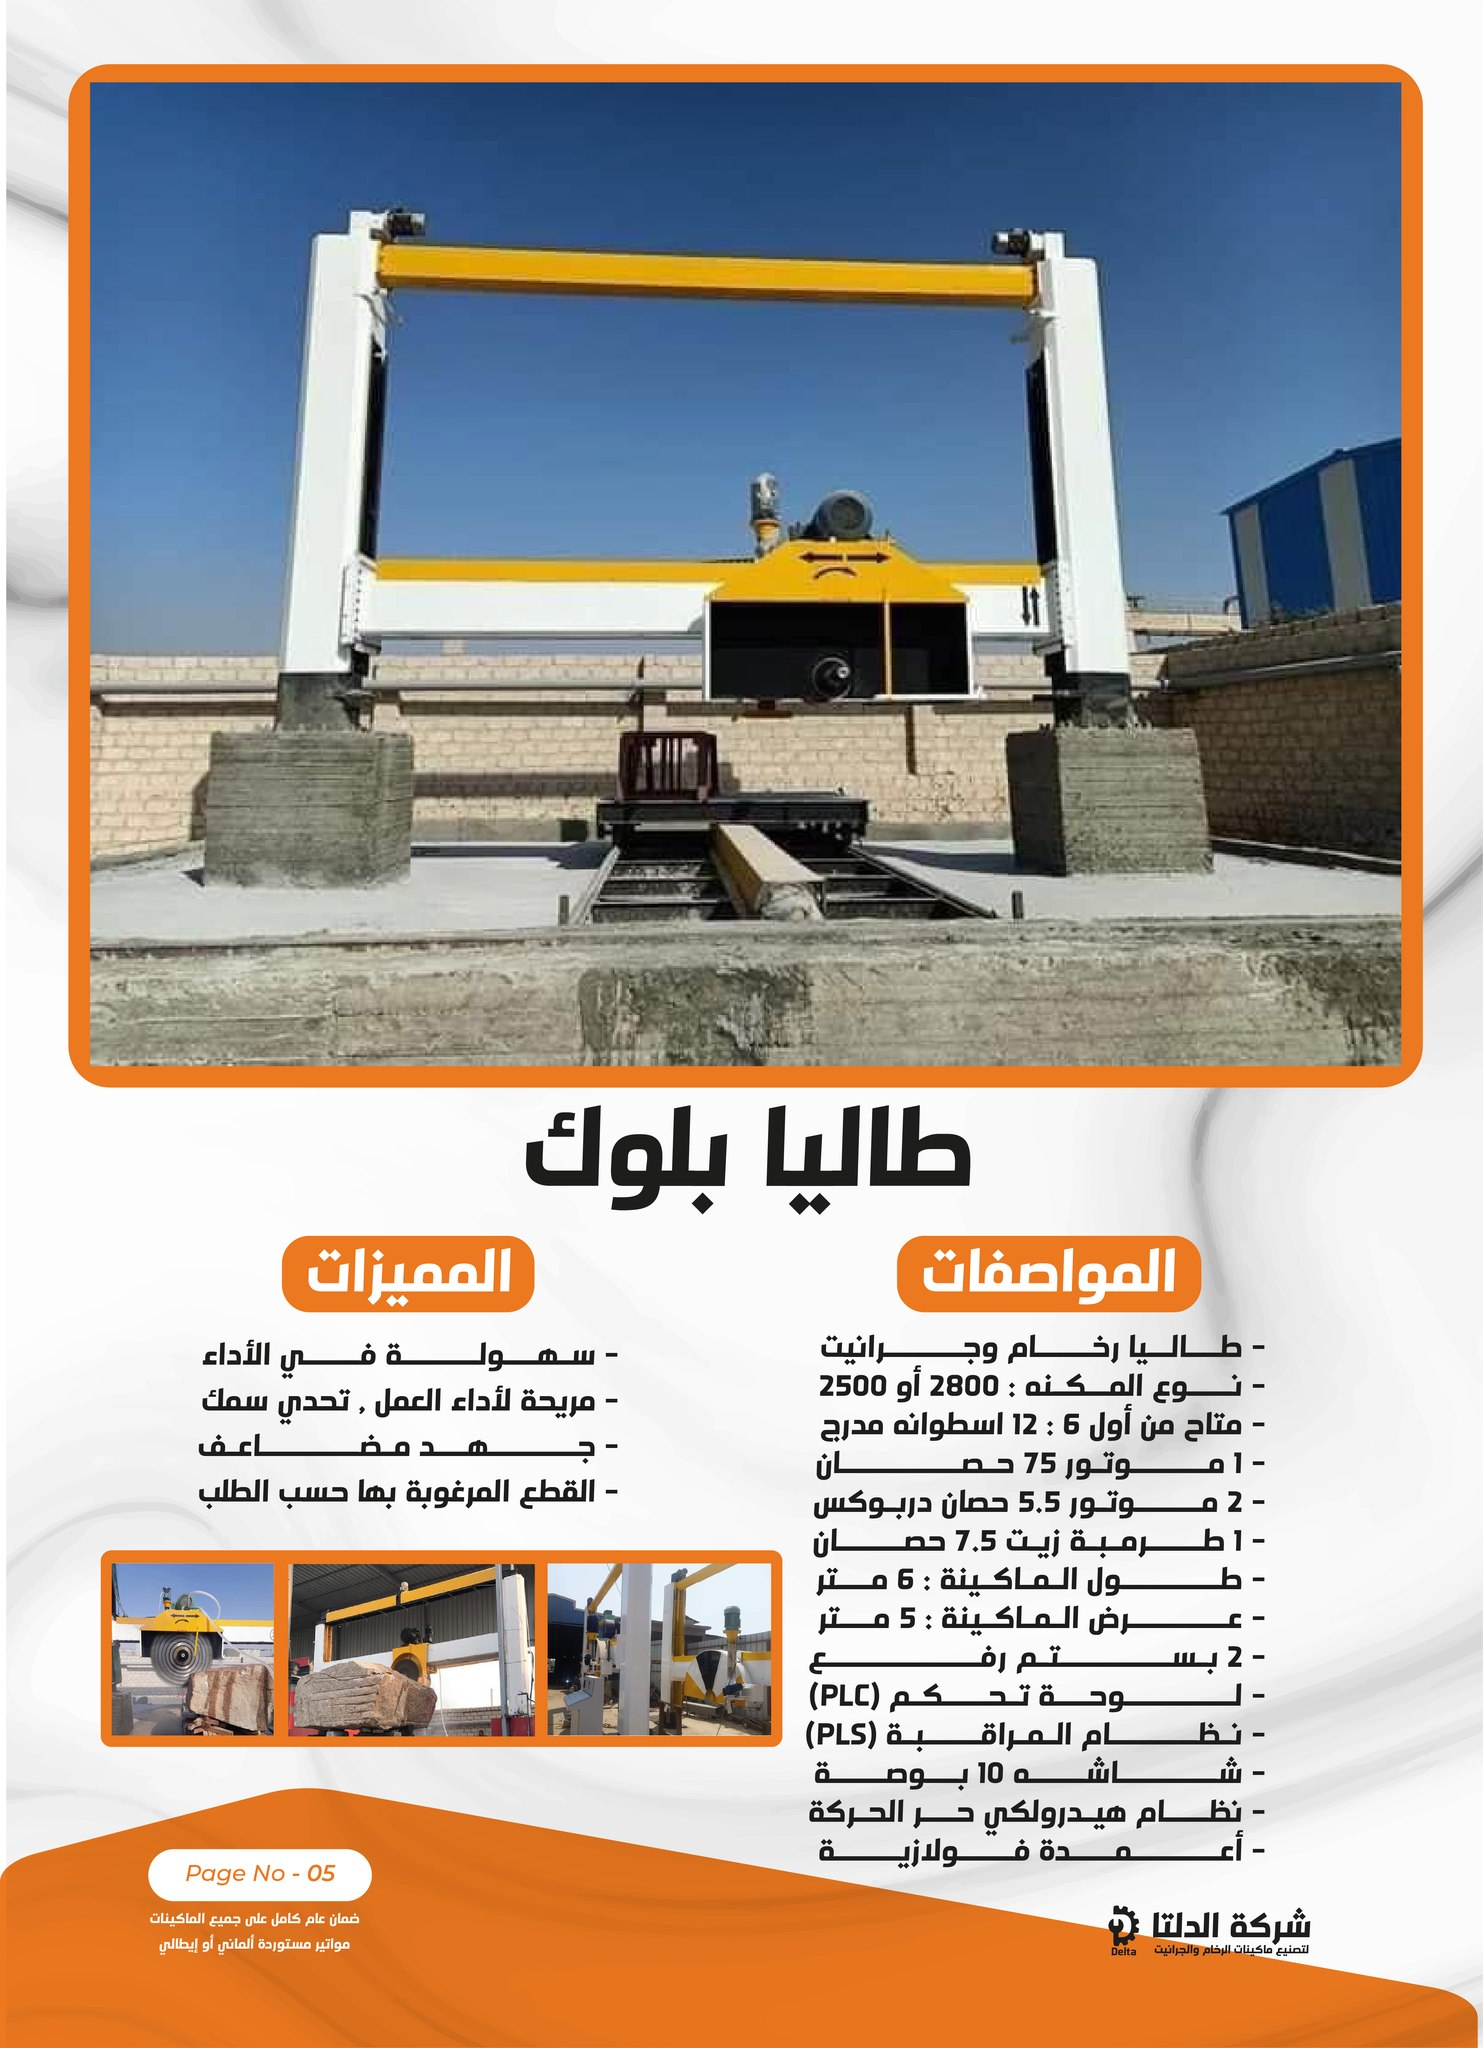 طاليا بلوك
المواصفات
- طاليا رخام وجرانيت
- نوع المكنه : 2800 أو 2500
- متاح من أول 6 : 12 اسطوانه مدرج
- 1 موتور 75 حصان
- 2 موتور 5.5 حصان دربوكس
- 1 طرمبة زيت 7.5 حصان
- طول الماكينة : 6 متر
- عرض الماكينة : 5 متر
- 2 بستم رفع
- لوحة تحكم (PLC)
- نظام المراقبة (PLS)
- شاشه 10 بوصة
- نظام هيدرولكي حر الحركة
- أعمدة فولازية
المميزات
- سهولة في الأداء
- مريحة لأداء العمل , تحدي سمك
- جهد مضاعف
- القطع المرغوبة بها حسب الطلب
Page No - 05
ضمان عام كامل على جميع الماكينات
مواتير مستوردة ألماني أو إيطالي
شركة الدلتا
لتصنيع ماكينات الرخام والجرانيت
Delta